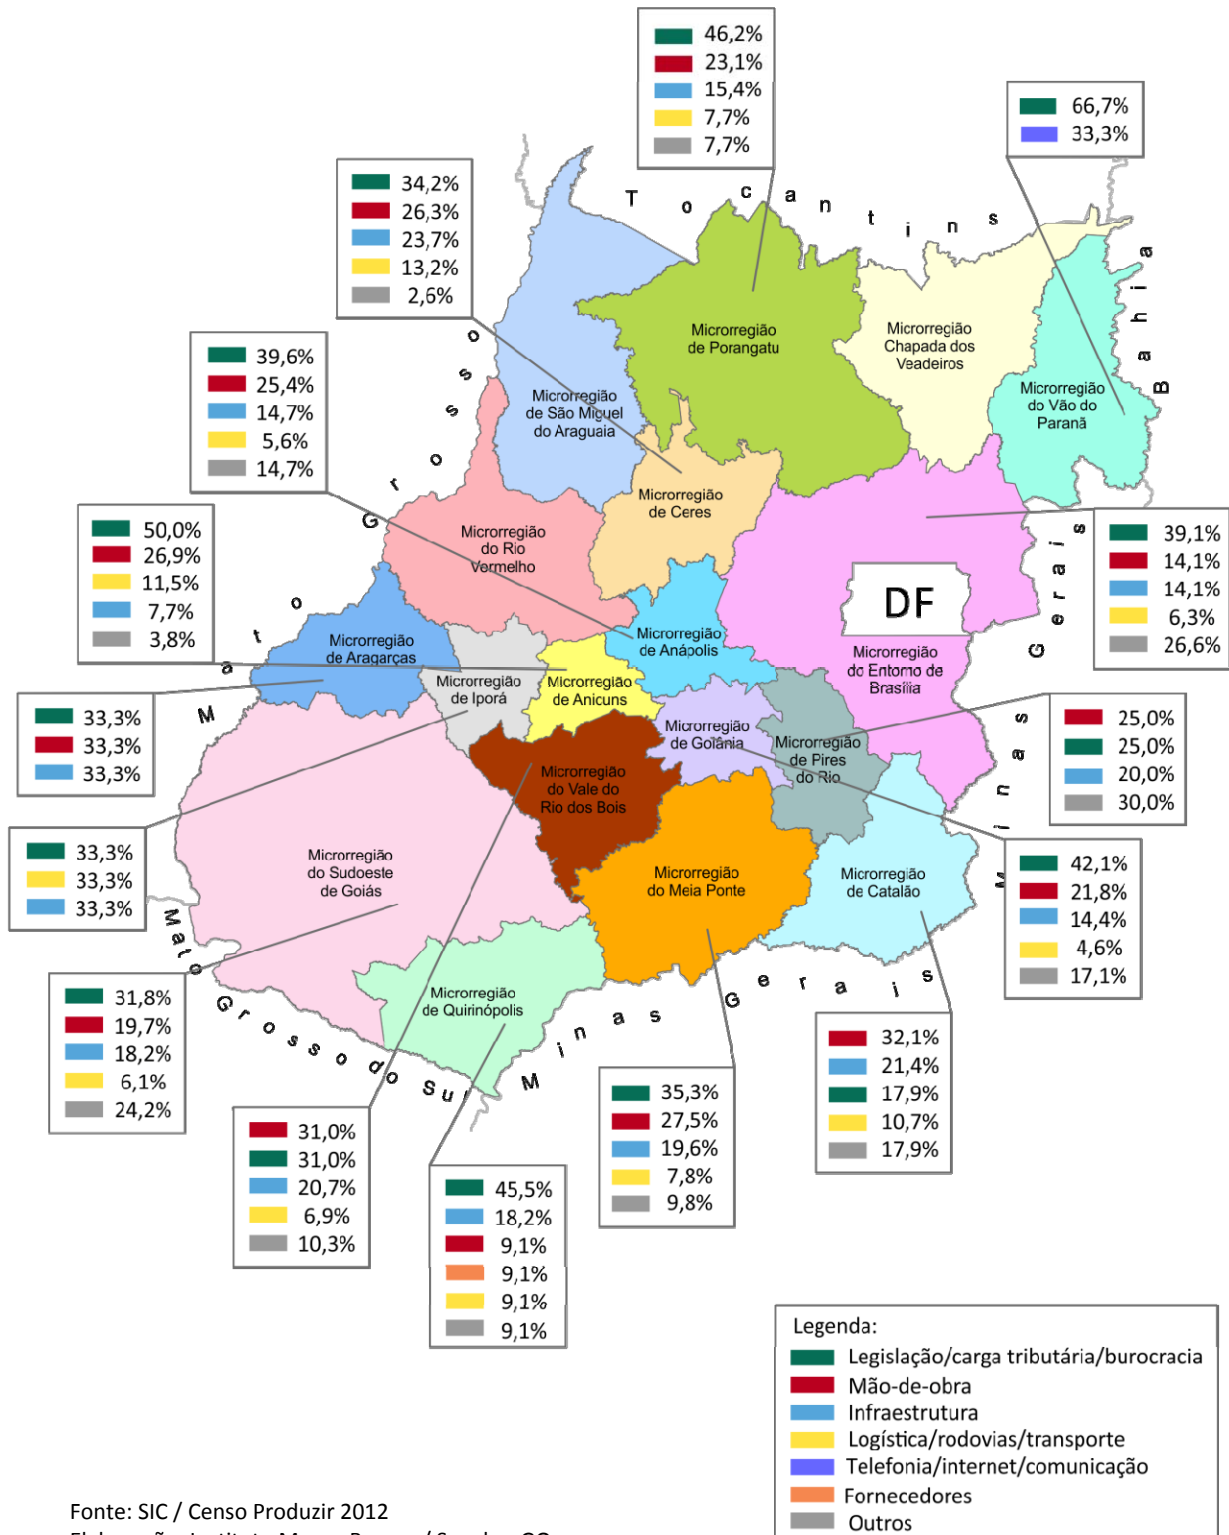 46,2%
23,1%
15,4%
7,7%
7,7%
66,7%
33,3%
34,2%
26,3%
23,7%
13,2%
2,6%
Tocantins
Bahia
Mato Grosso
39,6%
25,4%
14,7%
5,6%
14,7%
Microrregião
de Porangatu
Microrregião
Chapada dos
Veadeiros
Microrregião
do Vão do
Paranã
Microrregião
de São Miguel
do Araguaia
Microrregião
de Ceres
50,0%
26,9%
11,5%
7,7%
3,8%
Microrregião
do Rio
Vermelho
39,1%
14,1%
14,1%
6,3%
26,6%
DF
Minas Gerais
Microrregião
de Aragarças
Microrregião
de Anápolis
Microrregião
do Entorno de
Brasília
Microrregião
de Iporá
Microrregião
de Anicuns
33,3%
33,3%
33,3%
Microrregião
de Goiânia
Microrregião
de Pires
do Rio
25,0%
25,0%
20,0%
30,0%
Microrregião
do Vale do
Rio dos Bois
33,3%
33,3%
33,3%
Microrregião
do Sudoeste
de Goiás
Microrregião
do Meia Ponte
Microrregião
de Catalão
42,1%
21,8%
14,4%
4,6%
17,1%
Mato Grosso do Sul
Minas Gerais
31,8%
19,7%
18,2%
6,1%
24,2%
Microrregião
de Quirinópolis
32,1%
21,4%
17,9%
10,7%
17,9%
35,3%
27,5%
19,6%
7,8%
9,8%
31,0%
31,0%
20,7%
6,9%
10,3%
45,5%
18,2%
9,1%
9,1%
9,1%
9,1%
Legenda:
Legislação/carga tributária/burocracia
Mão-de-obra
Infraestrutura
Logística/rodovias/transporte
Telefonia/internet/comunicação
Fornecedores
Outros
Fonte: SIC / Censo Produzir 2012